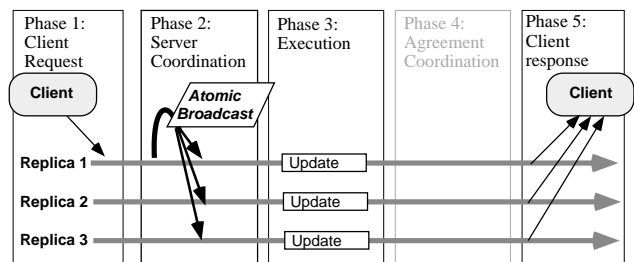 Phase 1:
Client
Request
Phase 2:
Server
Coordination
Phase 3:
Execution
Phase 4:
Agreement
Coordination
Phase 5:
Client
response
Client
Atomic
Broadcast
Client
Replica 1
Update
Replica 2
Update
Replica 3
Update